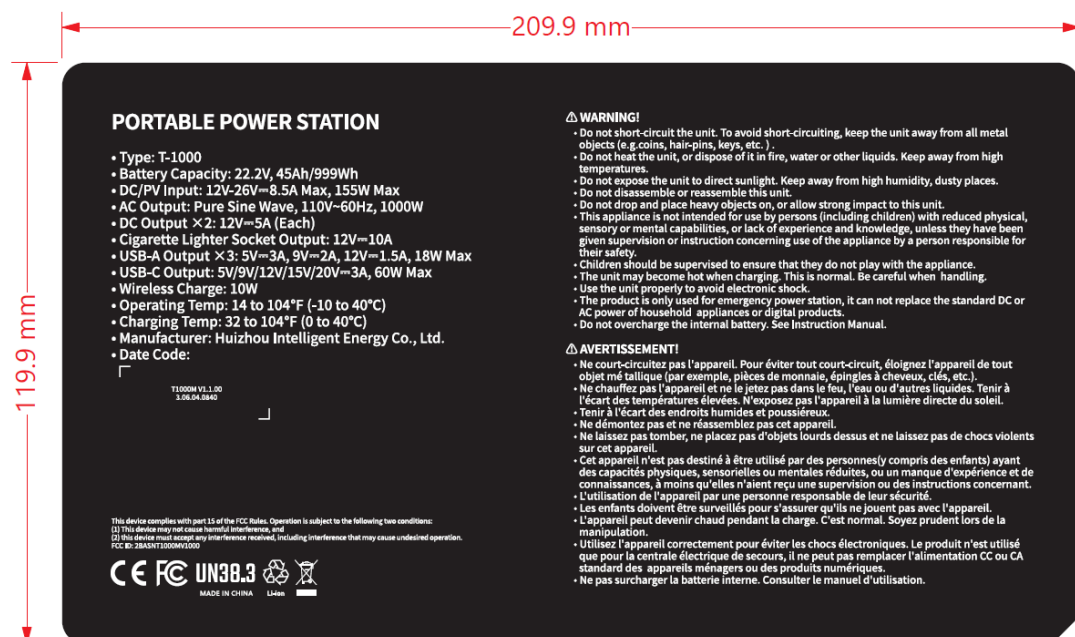 209.9 mm
119.9 mm
PORTABLE POWER STATION
• Type: T-1000
• Battery Capacity: 22.2V, 45Ah/999Wh
• DC/PV Input: 12V-26V⎓8.5A Max, 155W Max
• AC Output: Pure Sine Wave, 110V~60Hz, 1000W
• DC Output ×2: 12V⎓5A (Each)
• Cigarette Lighter Socket Output: 12V⎓10A
• USB-A Output ×3: 5V⎓3A, 9V⎓2A, 12V⎓1.5A, 18W Max
• USB-C Output: 5V/9V/12V/15V/20V⎓3A, 60W Max
• Wireless Charge: 10W
• Operating Temp: 14 to 104°F (-10 to 40°C)
• Charging Temp: 32 to 104°F (0 to 40°C)
• Manufacturer: Huizhou Intelligent Energy Co., Ltd.
• Date Code:
T1000M V1.1.00
3.06.04.0840
This device complies with part 15 of the FCC Rules. Operation is subject to the following two conditions:
(1) This device may not cause harmful interference, and
(2) this device must accept any interference received, including interference that may cause undesired operation.
FCC ID: 2BASNT1000MV1000
CE FC UN38.3
MADE IN CHINA Li-ion
⚠ WARNING!
• Do not short-circuit the unit. To avoid short-circuiting, keep the unit away from all metal
objects (e.g.coins, hair-pins, keys, etc. ) .
• Do not heat the unit, or dispose of it in fire, water or other liquids. Keep away from high
temperatures.
• Do not expose the unit to direct sunlight. Keep away from high humidity, dusty places.
• Do not disassemble or reassemble this unit.
• Do not drop and place heavy objects on, or allow strong impact to this unit.
• This appliance is not intended for use by persons (including children) with reduced physical,
sensory or mental capabilities, or lack of experience and knowledge, unless they have been
given supervision or instruction concerning use of the appliance by a person responsible for
their safety.
• Children should be supervised to ensure that they do not play with the appliance.
• The unit may become hot when charging. This is normal. Be careful when handling.
• Use the unit properly to avoid electronic shock.
• The product is only used for emergency power station, it can not replace the standard DC or
AC power of household appliances or digital products.
• Do not overcharge the internal battery. See Instruction Manual.
⚠ AVERTISSEMENT!
• Ne court-circuitez pas l'appareil. Pour éviter tout court-circuit, éloignez l'appareil de tout
objet mé tallique (par exemple, pièces de monnaie, épingles à cheveux, clés, etc.).
• Ne chauffez pas l'appareil et ne le jetez pas dans le feu, l'eau ou d'autres liquides. Tenir à
l'écart des températures élevées. N'exposez pas l'appareil à la lumière directe du soleil.
• Tenir à l'écart des endroits humides et poussiéreux.
• Ne démontez pas et ne réassemblez pas cet appareil.
• Ne laissez pas tomber, ne placez pas d'objets lourds dessus et ne laissez pas de chocs violents
sur cet appareil.
• Cet appareil n'est pas destiné à être utilisé par des personnes(y compris des enfants) ayant
des capacités physiques, sensorielles ou mentales réduites, ou un manque d'expérience et de
connaissances, à moins qu'elles n'aient reçu une supervision ou des instructions concernant.
• L'utilisation de l'appareil par une personne responsable de leur sécurité.
• Les enfants doivent être surveillés pour s'assurer qu'ils ne jouent pas avec l'appareil.
• L'appareil peut devenir chaud pendant la charge. C'est normal. Soyez prudent lors de la
manipulation.
• Utilisez l'appareil correctement pour éviter les chocs électroniques. Le produit n'est utilisé
que pour la centrale électrique de secours, il ne peut pas remplacer l'alimentation CC ou CA
standard des appareils ménagers ou des produits numériques.
• Ne pas surcharger la batterie interne. Consulter le manuel d'utilisation.